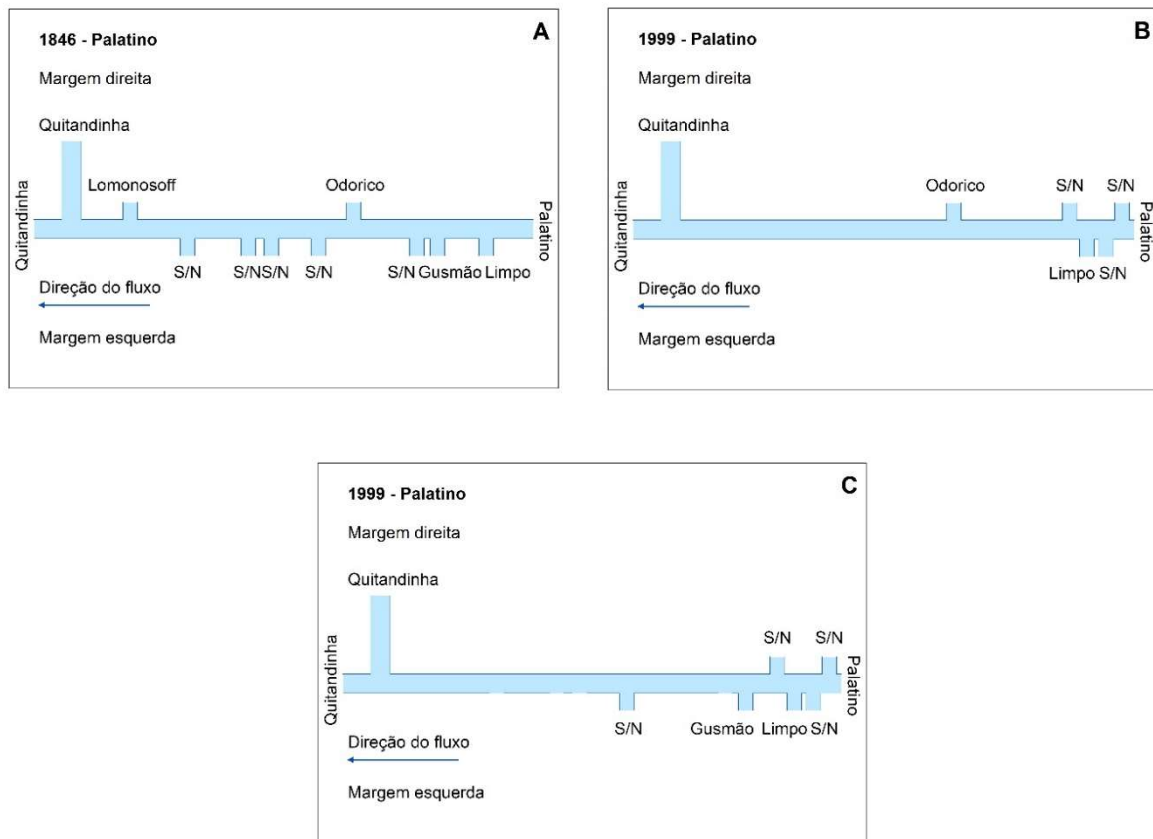 1846 - Palatino
A
Margem direita
Quitandinha
Lomonosoff
Odorico
Quitandinha
Palatino
S/N
S/N
S/N
S/N
S/N
Gusmão
Limpo
Direção do fluxo
Margem esquerda
1999 - Palatino
B
Margem direita
Quitandinha
Odorico
S/N
S/N
Quitandinha
Palatino
Limpo
S/N
Direção do fluxo
Margem esquerda
1999 - Palatino
C
Margem direita
Quitandinha
S/N
S/N
Quitandinha
Palatino
S/N
Gusmão
Limpo
S/N
Direção do fluxo
Margem esquerda